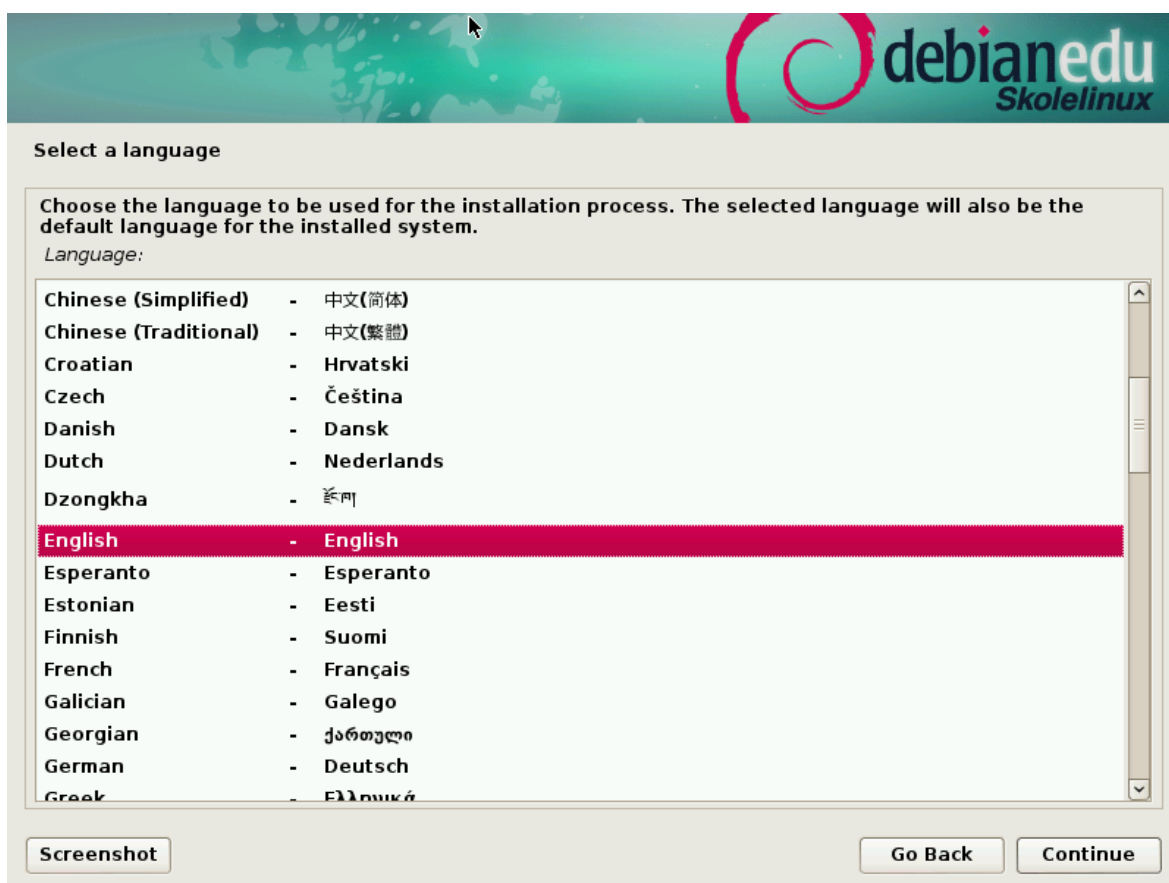 debianedu
Skolelinux
Select a language
Choose the language to be used for the installation process. The selected language will also be the
default language for the installed system.
Language:
Chinese (Simplified) - 中文(简体)
Chinese (Traditional) - 中文(繁體)
Croatian - Hrvatski
Czech - Čeština
Danish - Dansk
Dutch - Nederlands
Dzongkha - རྫོང་ཁ།
English - English
Esperanto - Esperanto
Estonian - Eesti
Finnish - Suomi
French - Français
Galician - Galego
Georgian - ქართული
German - Deutsch
Greek - Ελληνικά
Screenshot Go Back Continue